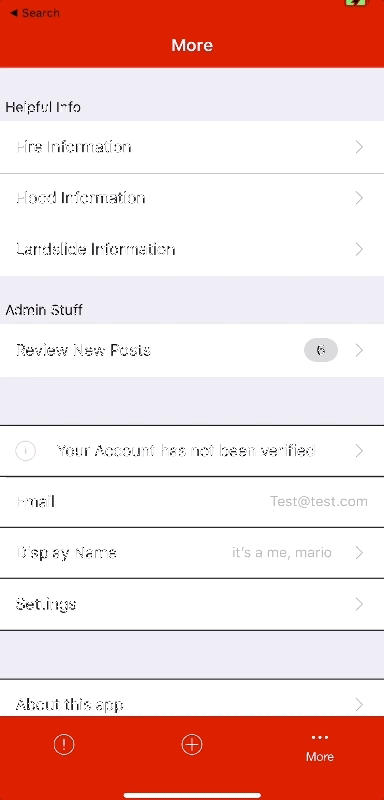 Search
More
Helpful Info
Fire Information
Flood Information
Landslide Information
Admin Stuff
Review New Posts
6
Your Account has not been verified
Email
Test@test.com
Display Name
it's a me, mario
Settings
About this app
More